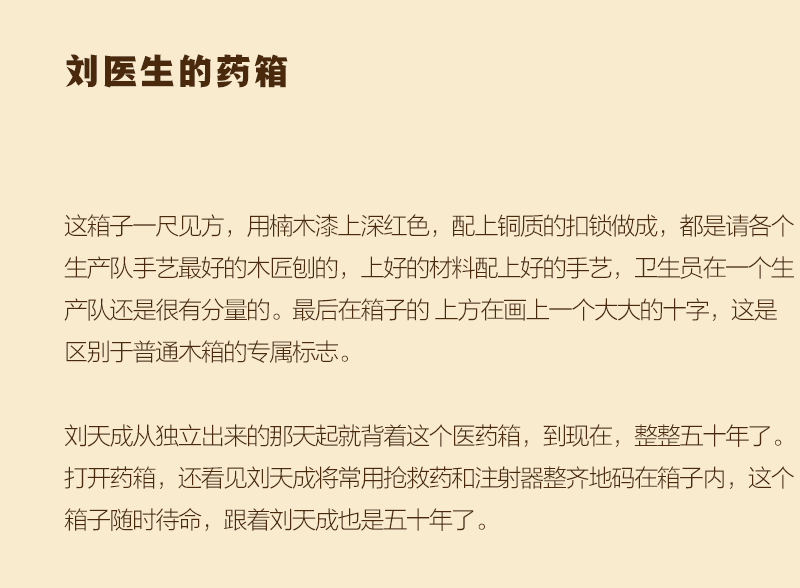 刘医生的药箱
这箱子一尺见方，用楠木漆上深红色，配上铜质的扣锁做成，都是请各个
生产队手艺最好的木匠刨的，上好的材料配上好的手艺，卫生员在一个生
产队还是很有分量的。最后在箱子的 上方在画上一个大大的十字，这是
区别于普通木箱的专属标志。
刘天成从独立出来的那天起就背着这个医药箱，到现在，整整五十年了。
打开药箱，还看见刘天成将常用抢救药和注射器整齐地码在箱子内，这个
箱子随时待命，跟着刘天成也是五十年了。